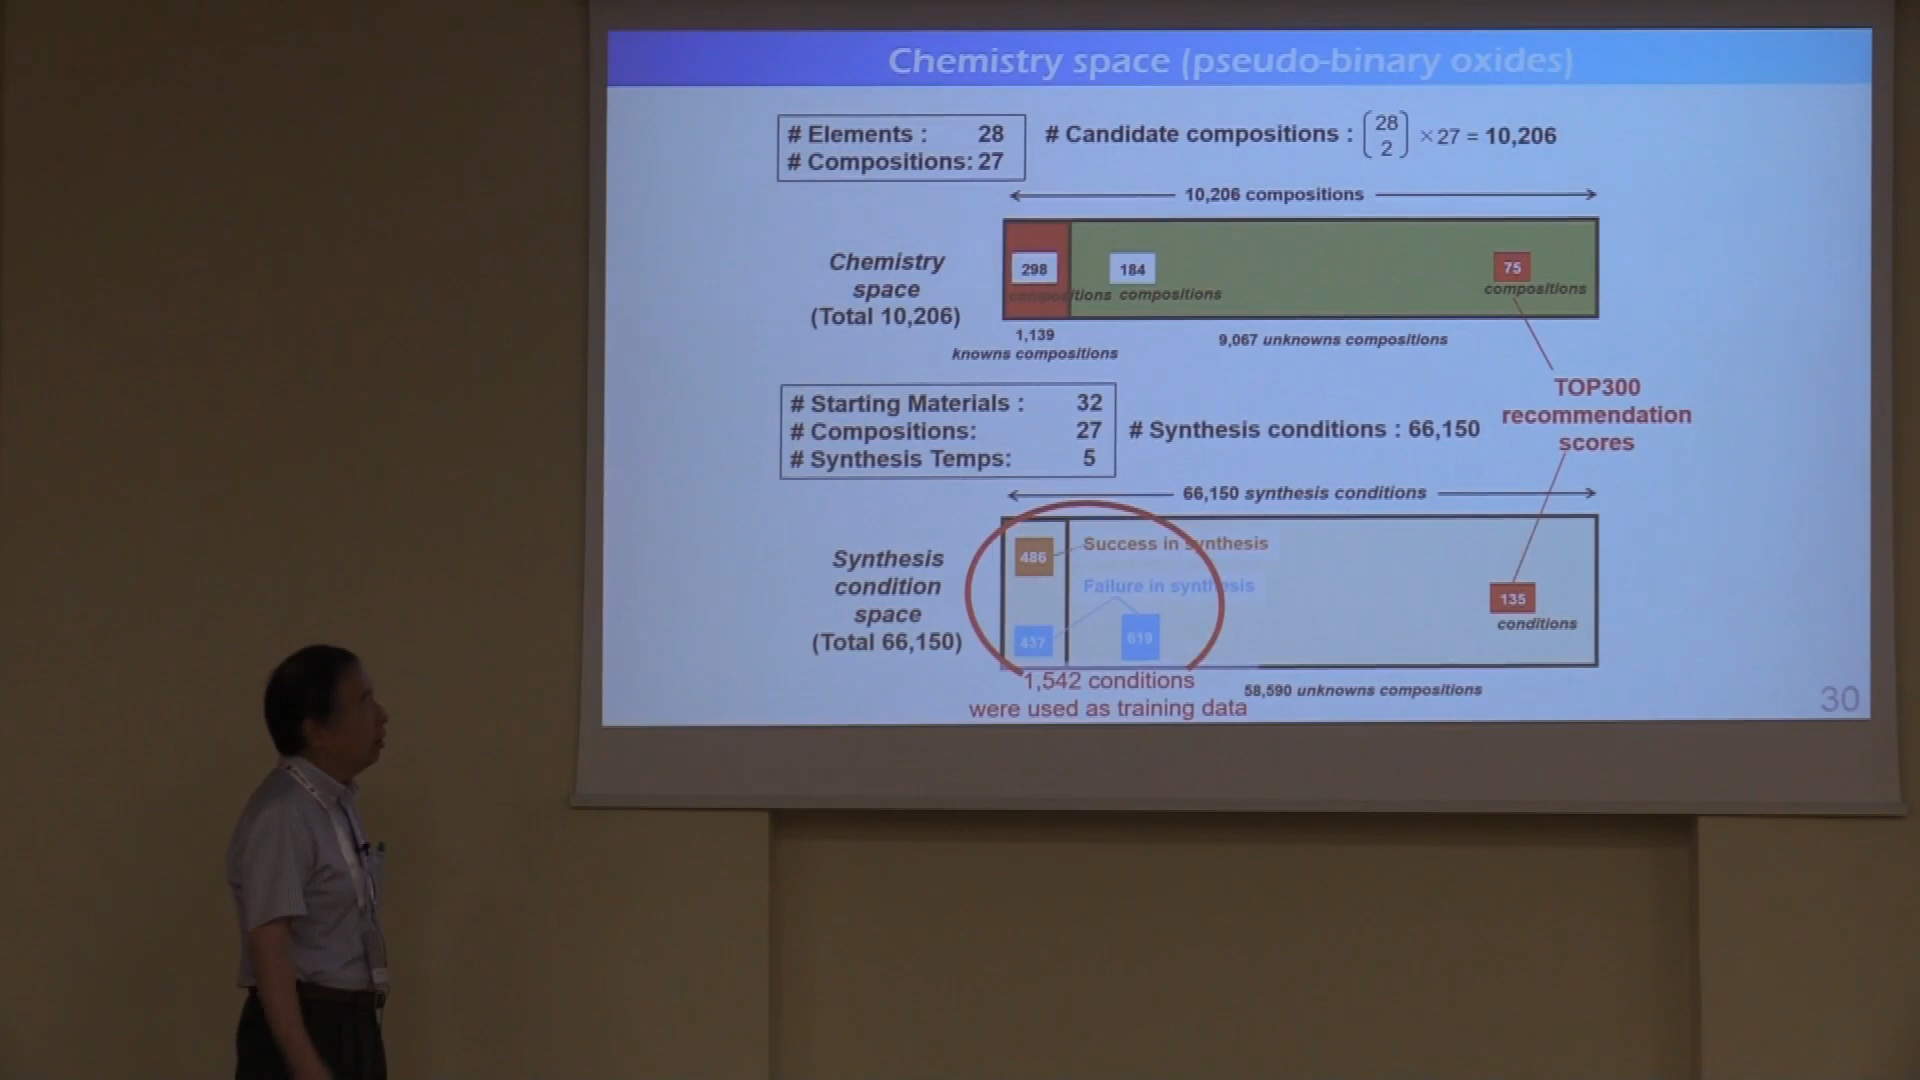 Chemistry space (pseudo-binary oxides)
# Elements : 28
# Compositions: 27
# Candidate compositions : (28 2) ×27 = 10,206
10,206 compositions
Chemistry
space
(Total 10,206)
298
compositions
184
compositions
75
compositions
1,139
knowns compositions
9,067 unknowns compositions
TOP300
recommendation
scores
# Starting Materials : 32
# Compositions: 27
# Synthesis Temps: 5
# Synthesis conditions : 66,150
66,150 synthesis conditions
Synthesis
condition
space
(Total 66,150)
486
Success in synthesis
Failure in synthesis
437
619
135
conditions
1,542 conditions
were used as training data
58,590 unknowns compositions
30